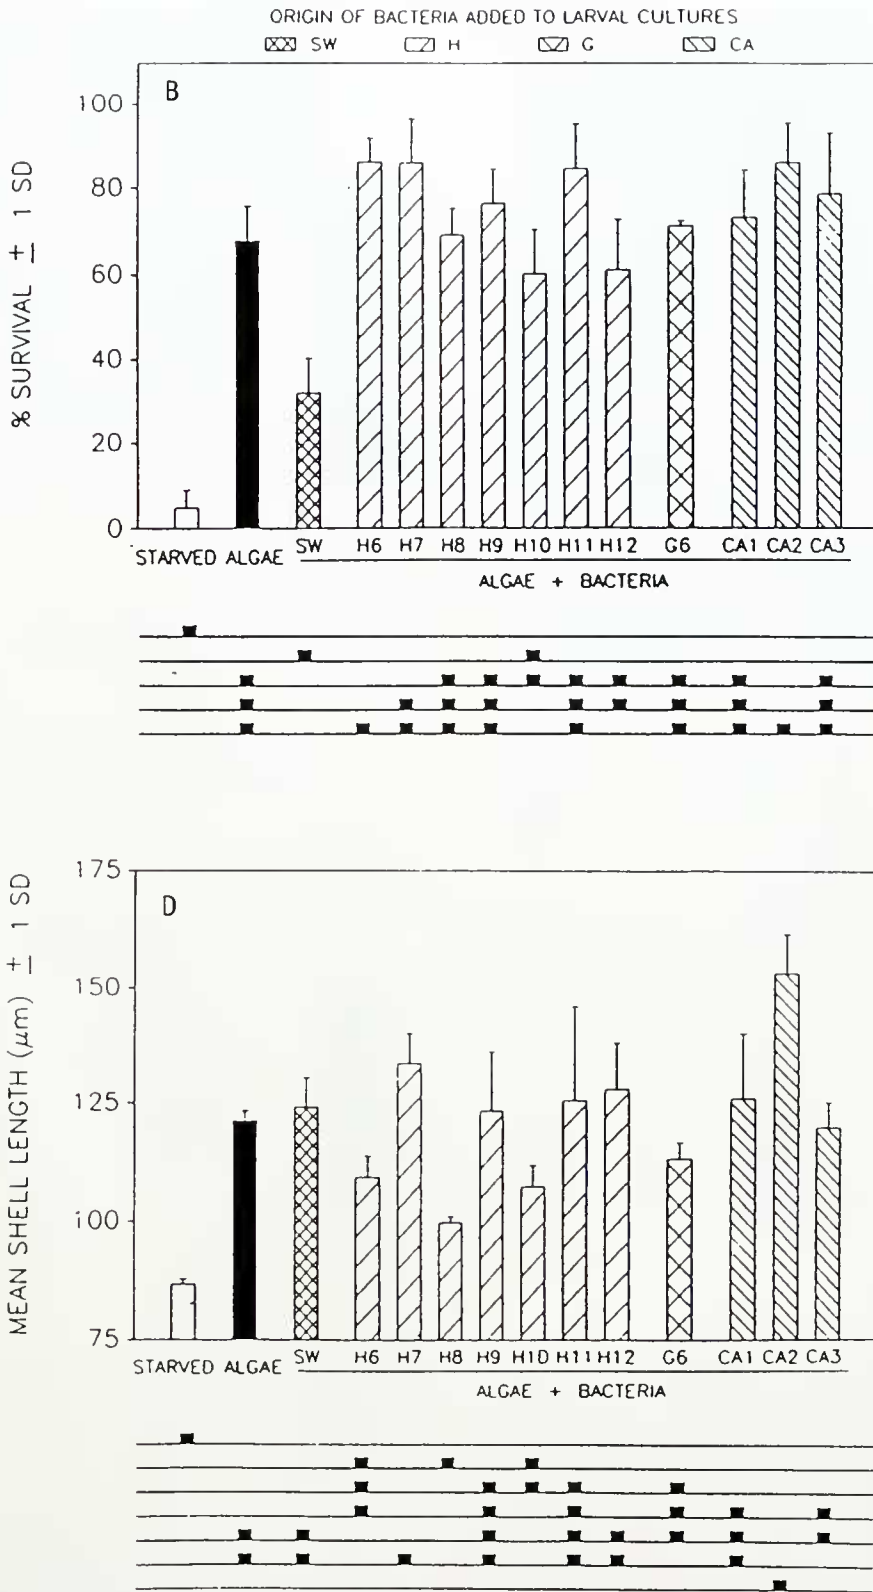 ORIGIN OF BACTERIA ADDED TO LARVAL CULTURES
SW H G CA
B
% SURVIVAL ± 1 SD
100
80
60
40
20
0
STARVED ALGAE SW H6 H7 H8 H9 H10 H11 H12 G6 CA1 CA2 CA3
ALGAE + BACTERIA
D
MEAN SHELL LENGTH (μm) ± 1 SD
175
150
125
100
75
STARVED ALGAE SW H6 H7 H8 H9 H10 H11 H12 G6 CA1 CA2 CA3
ALGAE + BACTERIA